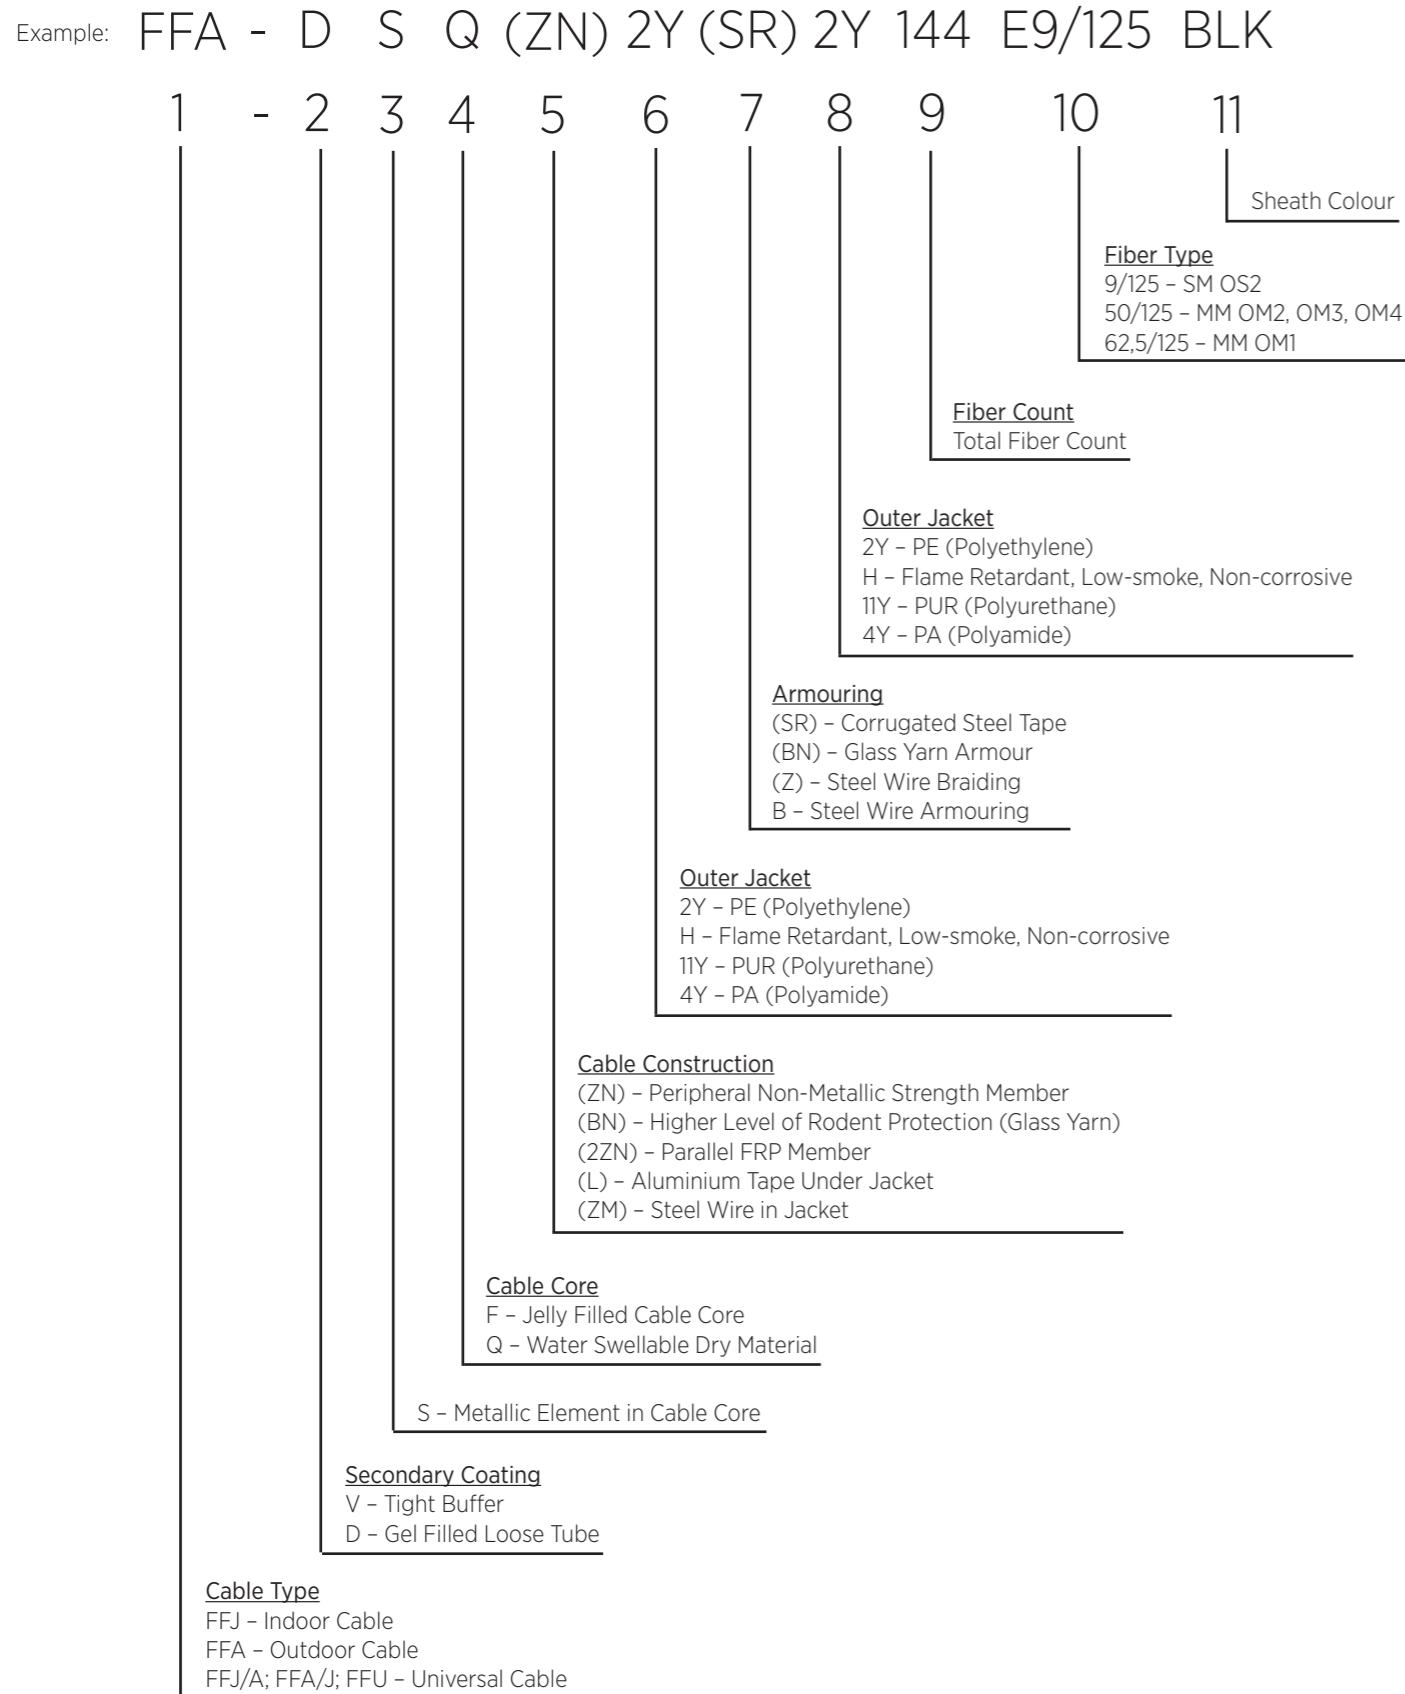 Example: FFA - D S Q (ZN) 2Y (SR) 2Y 144 E9/125 BLK
1 - 2 3 4 5 6 7 8 9 10 11
Sheath Colour
Fiber Type
9/125 – SM OS2
50/125 – MM OM2, OM3, OM4
62,5/125 – MM OM1
Fiber Count
Total Fiber Count
Outer Jacket
2Y – PE (Polyethylene)
H – Flame Retardant, Low-smoke, Non-corrosive
11Y – PUR (Polyurethane)
4Y – PA (Polyamide)
Armouring
(SR) – Corrugated Steel Tape
(BN) – Glass Yarn Armour
(Z) – Steel Wire Braiding
B – Steel Wire Armouring
Outer Jacket
2Y – PE (Polyethylene)
H – Flame Retardant, Low-smoke, Non-corrosive
11Y – PUR (Polyurethane)
4Y – PA (Polyamide)
Cable Construction
(ZN) – Peripheral Non-Metallic Strength Member
(BN) – Higher Level of Rodent Protection (Glass Yarn)
(2ZN) – Parallel FRP Member
(L) – Aluminium Tape Under Jacket
(ZM) – Steel Wire in Jacket
Cable Core
F – Jelly Filled Cable Core
Q – Water Swellable Dry Material
S – Metallic Element in Cable Core
Secondary Coating
V – Tight Buffer
D – Gel Filled Loose Tube
Cable Type
FFJ – Indoor Cable
FFA – Outdoor Cable
FFJ/A; FFA/J; FFU – Universal Cable